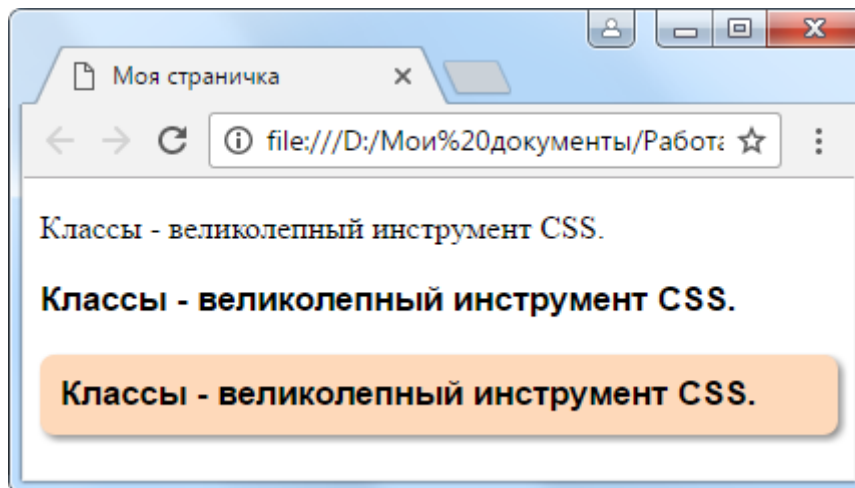 Моя страничка
file:///D:/Мои%20документы/Работа
Классы - великолепный инструмент CSS.
Классы - великолепный инструмент CSS.
Классы - великолепный инструмент CSS.